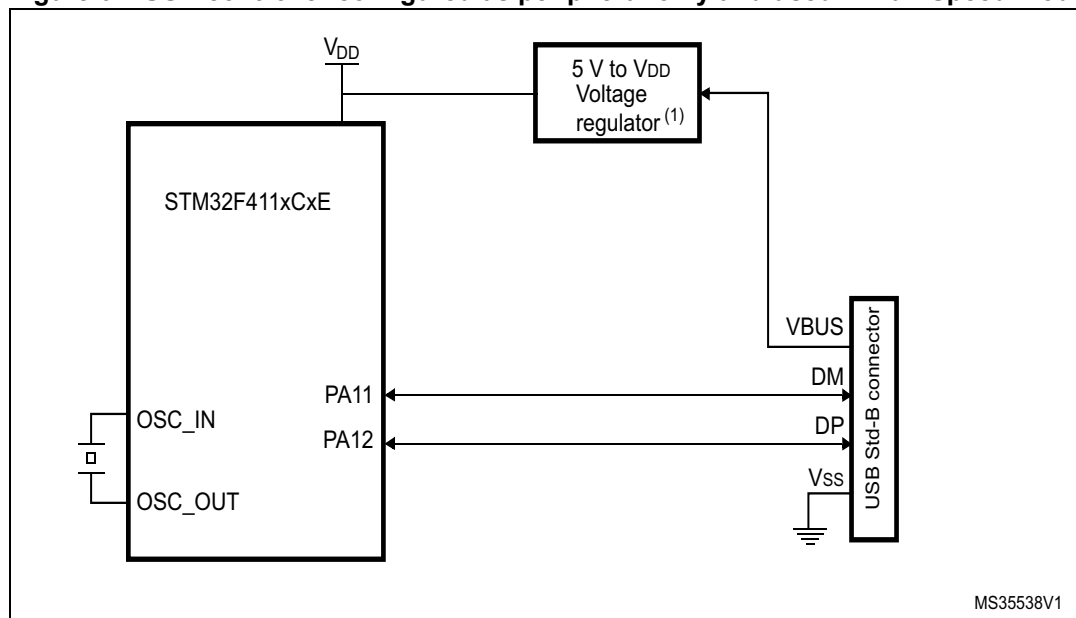 VDD
5 V to VDD
Voltage
regulator (1)
STM32F411xCxE
VBUS
DM
PA11
DP
PA12
OSC_IN
VSS
OSC_OUT
USB Std-B connector
MS35538V1